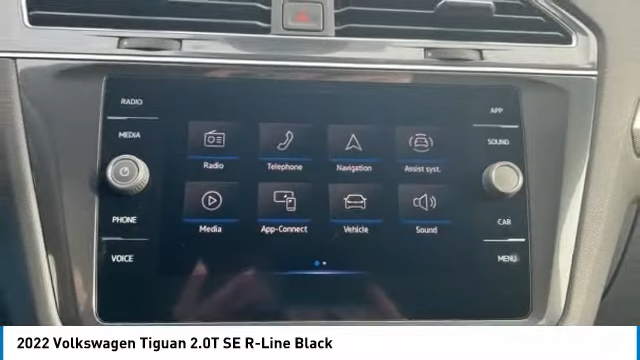 RADIO
MEDIA
PHONE
VOICE
Radio
Telephone
Navigation
Assist syst.
Media
App-Connect
Vehicle
Sound
APP
SOUND
CAR
MENU
2022 Volkswagen Tiguan 2.0T SE R-Line Black